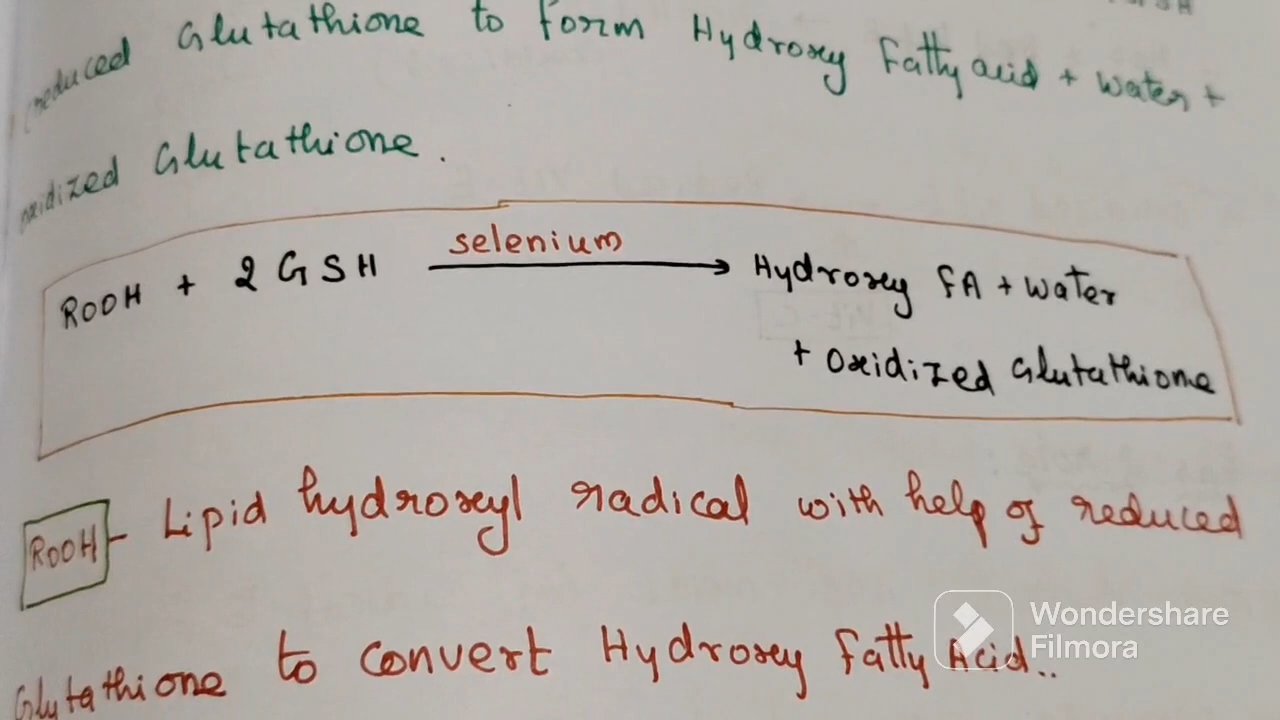 reduced Glutathione to form Hydroxy Fatty acid + water +
oxidized Glutathione.
selenium
ROOH + 2 GSH → Hydroxy FA + water
+ Oxidized Glutathione
ROOH - Lipid hydroxyl radical with help of reduced
Glutathione to convert Hydroxy Fatty Acid..
Wondershare
Filmora